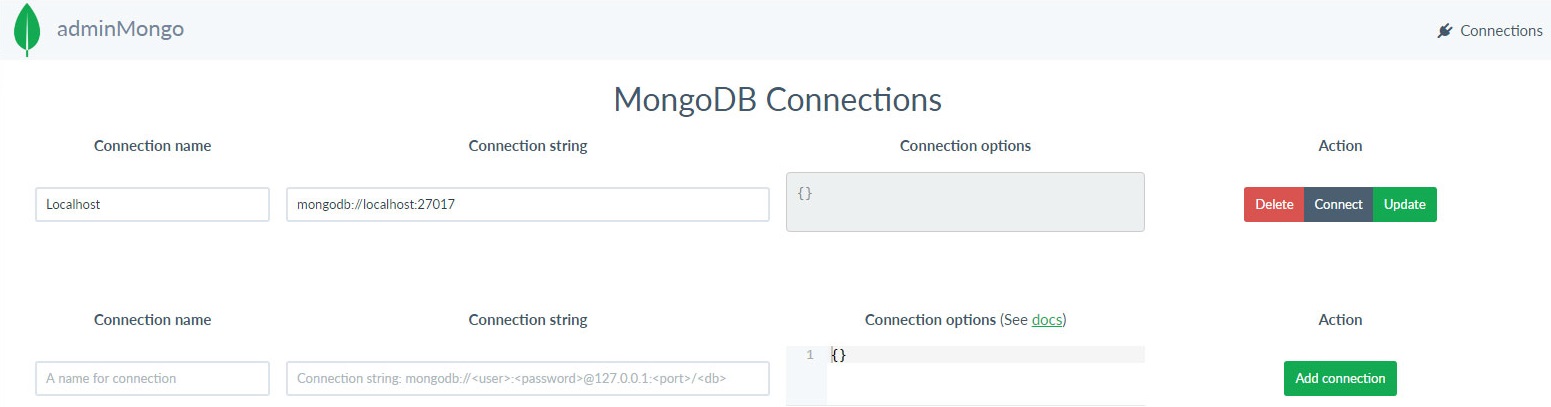 adminMongo
Connections
MongoDB Connections
Connection name Connection string Connection options Action
Localhost mongodb://localhost:27017 {} Delete Connect Update
Connection name Connection string Connection options (See docs) Action
A name for connection Connection string: mongodb://<user>:<password>@127.0.0.1:<port>/<db> 1 {} Add connection